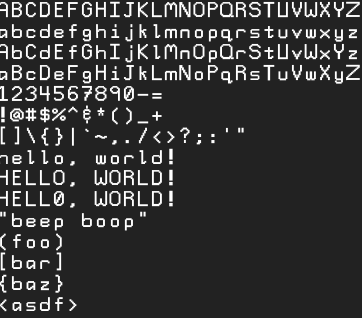 ABCDEFGHIJKLMNOPQRSTUVWXYZ
abcdefghijklmnopqrstuvwxyz
AbCdEfGhIjKlMnOpQrStUvWxYz
aBcDeFgHiJkLmNoPqRsTuVwXyZ
1234567890-=
!@#$%^&*()_+
[]\{}|`~,./<>?;:'"
hello, world!
HELLO, WORLD!
HELL0, WORLD!
"beep boop"
(foo)
[bar]
{baz}
<asdf>